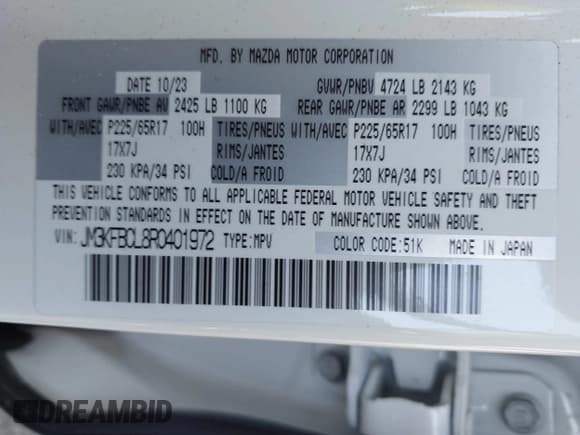 MFD. BY MAZDA MOTOR CORPORATION
DATE 10/23 GVWR/PNBV 4724 LB 2143 KG
FRONT GAWR/PNBE AV 2425 LB 1100 KG REAR GAWR/PNBE AR 2299 LB 1043 KG
WITH/AVEC P225/65R17 100H TIRES/PNEUS WITH/AVEC P225/65R17 100H TIRES/PNEUS
17X7J RIMS/JANTES 17X7J RIMS/JANTES
230 KPA/34 PSI COLD/A FROID 230 KPA/34 PSI COLD/A FROID
THIS VEHICLE CONFORMS TO ALL APPLICABLE FEDERAL MOTOR VEHICLE SAFETY AND THEFT
PREVENTION STANDARDS IN EFFECT ON THE DATE OF MANUFACTURE SHOWN ABOVE.
VIN: JM3KFBCL8R0401972 TYPE:MPV COLOR CODE:51K MADE IN JAPAN
DREAMBID